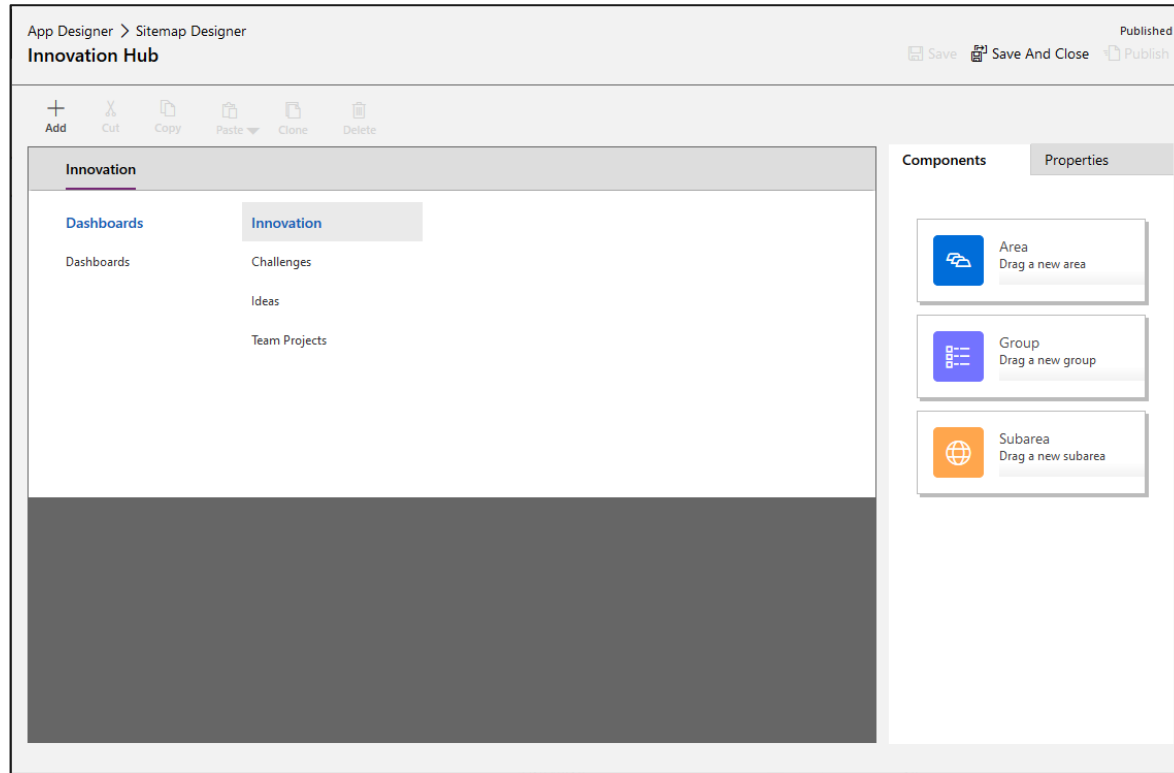 App Designer > Sitemap Designer
Innovation Hub
Published
Save
Save And Close
Publish
Add
Cut
Copy
Paste
Clone
Delete
Innovation
Dashboards
Dashboards
Innovation
Challenges
Ideas
Team Projects
Components
Properties
Area
Drag a new area
Group
Drag a new group
Subarea
Drag a new subarea